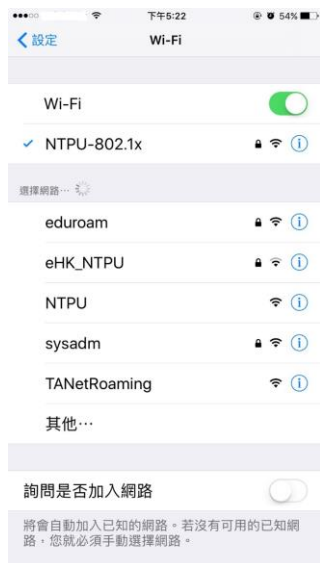 下午5:22 54%
設定 Wi-Fi
Wi-Fi
NTPU-802.1x
選擇網路…
eduroam
eHK_NTPU
NTPU
sysadm
TANetRoaming
其他…
詢問是否加入網路
將會自動加入已知的網路。若沒有可用的已知網
路，您就必須手動選擇網路。